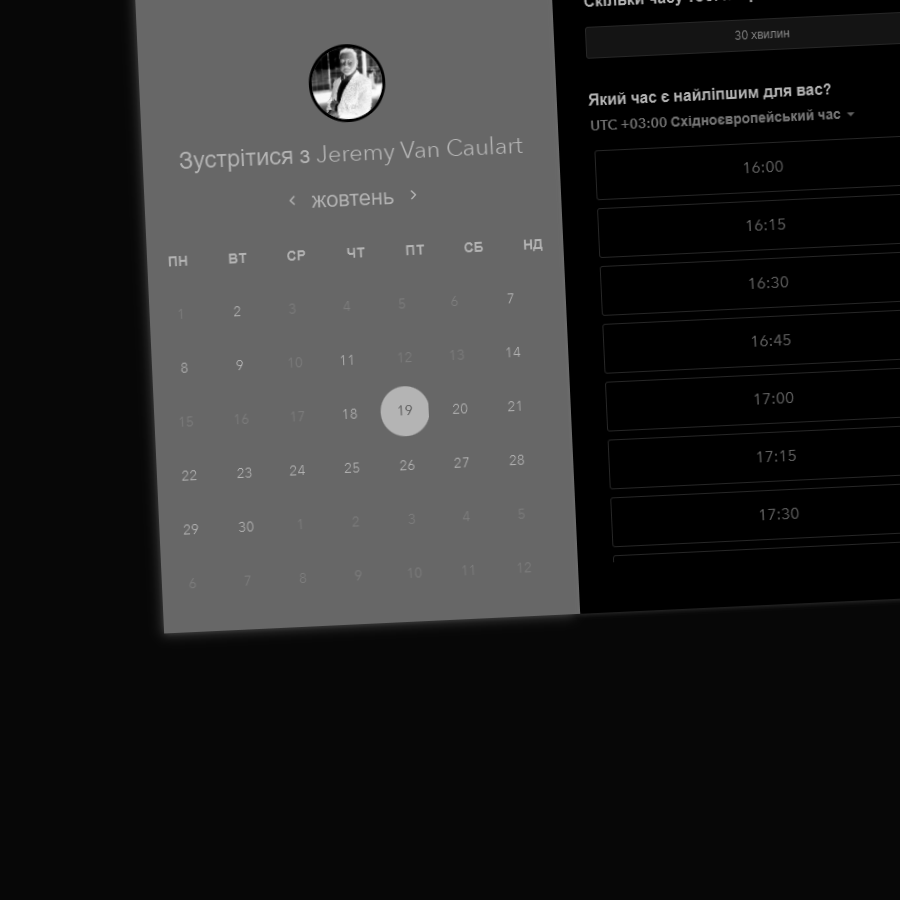 Зустрітися з Jeremy Van Caulart
жовтень
ПН ВТ СР ЧТ ПТ СБ НД
1 2 3 4 5 6 7
8 9 10 11 12 13 14
15 16 17 18 19 20 21
22 23 24 25 26 27 28
29 30 1 2 3 4 5
6 7 8 9 10 11 12
30 хвилин
Який час є найліпшим для вас?
UTC +03:00 Східноєвропейський час
16:00
16:15
16:30
16:45
17:00
17:15
17:30